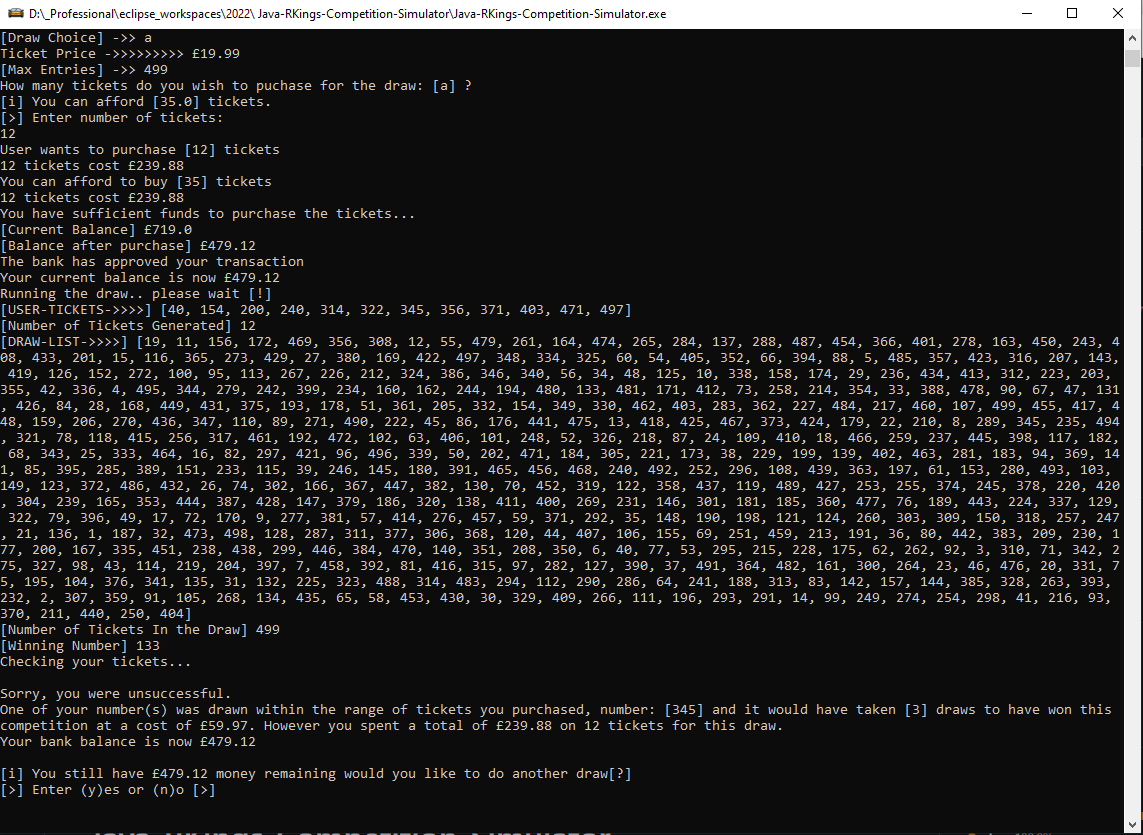 D:\_Professional\eclipse_workspaces\2022\ Java-RKings-Competition-Simulator\Java-RKings-Competition-Simulator.exe
[Draw Choice] ->> a
Ticket Price ->>>>>>>>> £19.99
[Max Entries] ->> 499
How many tickets do you wish to puchase for the draw: [a] ?
[i] You can afford [35.0] tickets.
[>] Enter number of tickets:
12
User wants to purchase [12] tickets
12 tickets cost £239.88
You can afford to buy [35] tickets
12 tickets cost £239.88
You have sufficient funds to purchase the tickets...
[Current Balance] £719.0
[Balance after purchase] £479.12
The bank has approved your transaction
Your current balance is now £479.12
Running the draw.. please wait [!]
[USER-TICKETS->>>>] [40, 154, 200, 240, 314, 322, 345, 356, 371, 403, 471, 497]
[Number of Tickets Generated] 12
[DRAW-LIST->>>>] [19, 11, 156, 172, 469, 356, 308, 12, 55, 479, 261, 164, 474, 265, 284, 137, 288, 487, 454, 366, 401, 278, 163, 450, 243, 4
08, 433, 201, 15, 116, 365, 273, 429, 27, 380, 169, 422, 497, 348, 334, 325, 60, 54, 405, 352, 66, 394, 88, 5, 485, 357, 423, 316, 207, 143,
 419, 126, 152, 272, 100, 95, 113, 267, 226, 212, 324, 386, 346, 340, 56, 34, 48, 125, 10, 338, 158, 174, 29, 236, 434, 413, 312, 223, 203,
355, 42, 336, 4, 495, 344, 279, 242, 399, 234, 160, 162, 244, 194, 480, 133, 481, 171, 412, 73, 258, 214, 354, 33, 388, 478, 90, 67, 47, 131
, 426, 84, 28, 168, 449, 431, 375, 193, 178, 51, 361, 205, 332, 154, 349, 330, 462, 403, 283, 362, 227, 484, 217, 460, 107, 499, 455, 417, 4
48, 159, 206, 270, 436, 347, 110, 89, 271, 490, 222, 45, 86, 176, 441, 475, 13, 418, 425, 467, 373, 424, 179, 22, 210, 8, 289, 345, 235, 494
, 321, 78, 118, 415, 256, 317, 461, 192, 472, 102, 63, 406, 101, 248, 52, 326, 218, 87, 24, 109, 410, 18, 466, 259, 237, 445, 398, 117, 182,
 68, 343, 25, 333, 464, 16, 82, 297, 421, 96, 496, 339, 50, 202, 471, 184, 305, 221, 173, 38, 229, 199, 139, 402, 463, 281, 183, 94, 369, 14
1, 85, 395, 285, 389, 151, 233, 115, 39, 246, 145, 180, 391, 465, 456, 468, 240, 492, 252, 296, 108, 439, 363, 197, 61, 153, 280, 493, 103,
149, 123, 372, 486, 432, 26, 74, 302, 166, 367, 447, 382, 130, 70, 452, 319, 122, 358, 437, 119, 489, 427, 253, 255, 374, 245, 378, 220, 420
, 304, 239, 165, 353, 444, 387, 428, 147, 379, 186, 320, 138, 411, 400, 269, 231, 146, 301, 181, 185, 360, 477, 76, 189, 443, 224, 337, 129,
 322, 79, 396, 49, 17, 72, 170, 9, 277, 381, 57, 414, 276, 457, 59, 371, 292, 35, 148, 190, 198, 121, 124, 260, 303, 309, 150, 318, 257, 247
, 21, 136, 1, 187, 32, 473, 498, 128, 287, 311, 377, 306, 368, 120, 44, 407, 106, 155, 69, 251, 459, 213, 191, 36, 80, 442, 383, 209, 230, 1
77, 200, 167, 335, 451, 238, 438, 299, 446, 384, 470, 140, 351, 208, 350, 6, 40, 77, 53, 295, 215, 228, 175, 62, 262, 92, 3, 310, 71, 342, 2
75, 327, 98, 43, 114, 219, 204, 397, 7, 458, 392, 81, 416, 315, 97, 282, 127, 390, 37, 491, 364, 482, 161, 300, 264, 23, 46, 476, 20, 331, 7
5, 195, 104, 376, 341, 135, 31, 132, 225, 323, 488, 314, 483, 294, 112, 290, 286, 64, 241, 188, 313, 83, 142, 157, 144, 385, 328, 263, 393,
232, 2, 307, 359, 91, 105, 268, 134, 435, 65, 58, 453, 430, 30, 329, 409, 266, 111, 196, 293, 291, 14, 99, 249, 274, 254, 298, 41, 216, 93,
370, 211, 440, 250, 404]
[Number of Tickets In the Draw] 499
[Winning Number] 133
Checking your tickets...
Sorry, you were unsuccessful.
One of your number(s) was drawn within the range of tickets you purchased, number: [345] and it would have taken [3] draws to have won this
competition at a cost of £59.97. However you spent a total of £239.88 on 12 tickets for this draw.
Your bank balance is now £479.12
[i] You still have £479.12 money remaining would you like to do another draw[?]
[>] Enter (y)es or (n)o [>]